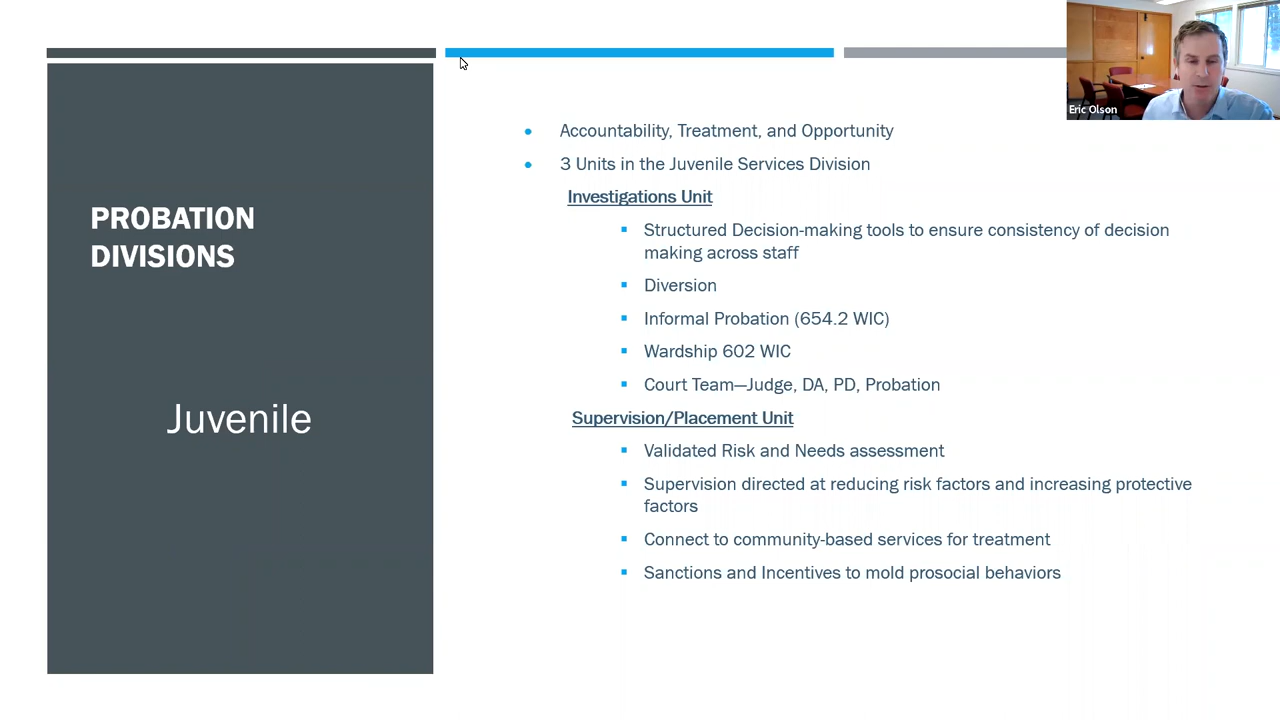 PROBATION
DIVISIONS
Juvenile
Accountability, Treatment, and Opportunity
3 Units in the Juvenile Services Division
Investigations Unit
Structured Decision-making tools to ensure consistency of decision
making across staff
Diversion
Informal Probation (654.2 WIC)
Wardship 602 WIC
Court Team—Judge, DA, PD, Probation
Supervision/Placement Unit
Validated Risk and Needs assessment
Supervision directed at reducing risk factors and increasing protective
factors
Connect to community-based services for treatment
Sanctions and Incentives to mold prosocial behaviors
Eric Olson